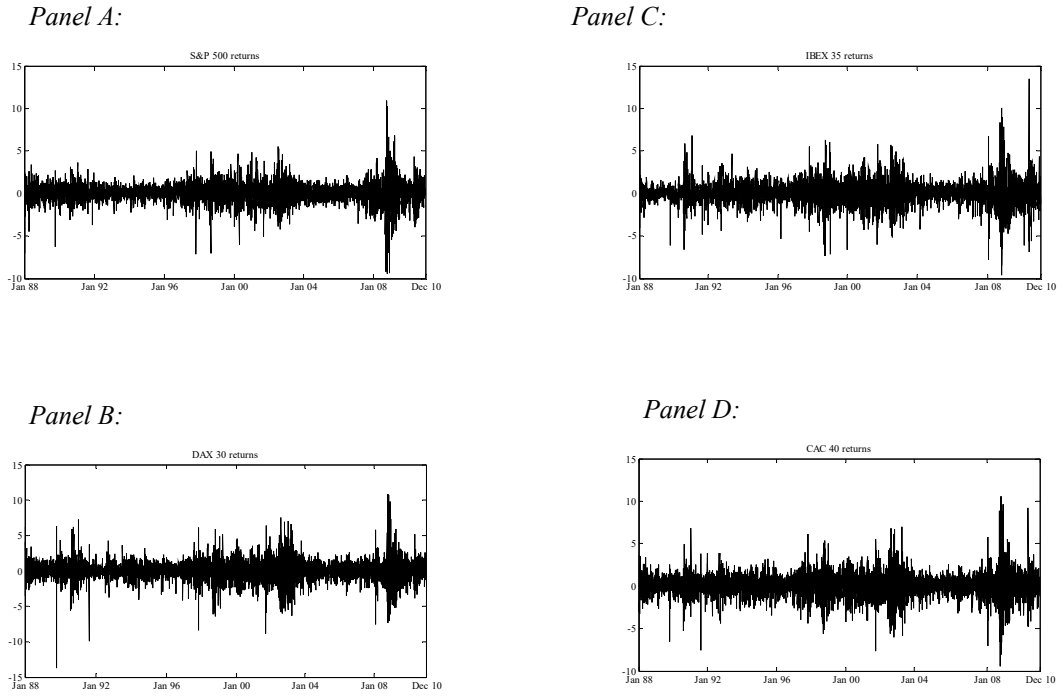 Panel A:
S&P 500 returns
15
10
5
0
-5
-10
Jan 88 Jan 92 Jan 96 Jan 00 Jan 04 Jan 08 Dec 10
Panel C:
IBEX 35 returns
15
10
5
0
-5
-10
Jan 88 Jan 92 Jan 96 Jan 00 Jan 04 Jan 08 Dec 10
Panel B:
DAX 30 returns
15
10
5
0
-5
-10
-15
Jan 88 Jan 92 Jan 96 Jan 00 Jan 04 Jan 08 Dec 10
Panel D:
CAC 40 returns
15
10
5
0
-5
-10
Jan 88 Jan 92 Jan 96 Jan 00 Jan 04 Jan 08 Dec 10